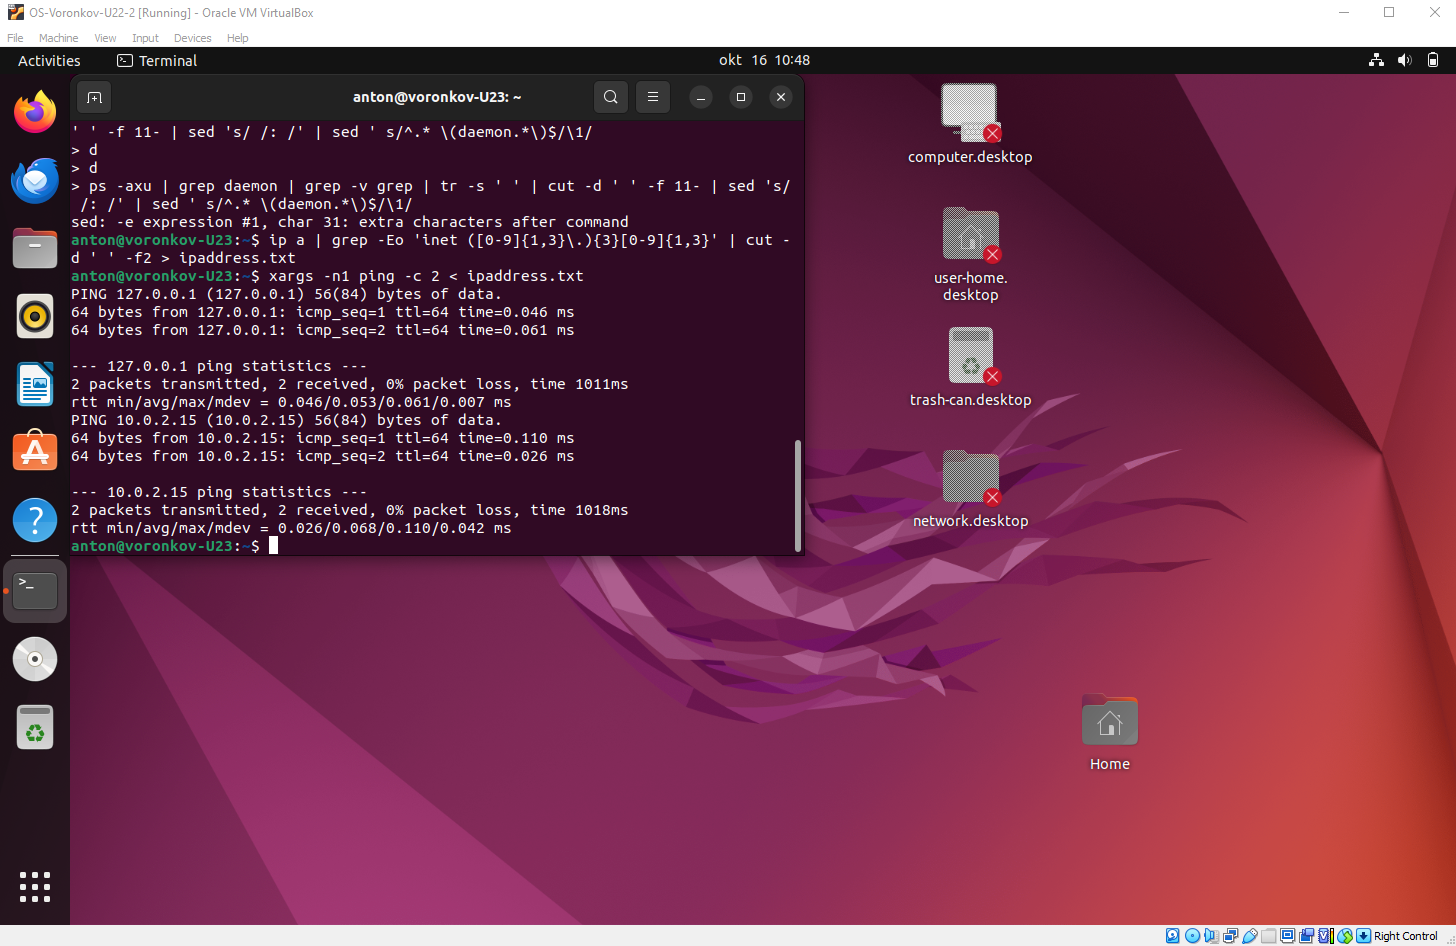 OS-Voronkov-U22-2 [Running] - Oracle VM VirtualBox
File Machine View Input Devices Help
Activities Terminal okt 16 10:48
anton@voronkov-U23: ~
' ' -f 11- | sed 's/ /: /' | sed ' s/^.* \(daemon.*\)$/\1/
> d
> d
> ps -axu | grep daemon | grep -v grep | tr -s ' ' | cut -d ' ' -f 11- | sed 's/
 /: /' | sed ' s/^.* \(daemon.*\)$/\1/
sed: -e expression #1, char 31: extra characters after command
anton@voronkov-U23:~$ ip a | grep -Eo 'inet ([0-9]{1,3}\.){3}[0-9]{1,3}' | cut -
d ' ' -f2 > ipaddress.txt
anton@voronkov-U23:~$ xargs -n1 ping -c 2 < ipaddress.txt
PING 127.0.0.1 (127.0.0.1) 56(84) bytes of data.
64 bytes from 127.0.0.1: icmp_seq=1 ttl=64 time=0.046 ms
64 bytes from 127.0.0.1: icmp_seq=2 ttl=64 time=0.061 ms
--- 127.0.0.1 ping statistics ---
2 packets transmitted, 2 received, 0% packet loss, time 1011ms
rtt min/avg/max/mdev = 0.046/0.053/0.061/0.007 ms
PING 10.0.2.15 (10.0.2.15) 56(84) bytes of data.
64 bytes from 10.0.2.15: icmp_seq=1 ttl=64 time=0.110 ms
64 bytes from 10.0.2.15: icmp_seq=2 ttl=64 time=0.026 ms
--- 10.0.2.15 ping statistics ---
2 packets transmitted, 2 received, 0% packet loss, time 1018ms
rtt min/avg/max/mdev = 0.026/0.068/0.110/0.042 ms
anton@voronkov-U23:~$
computer.desktop
user-home.
desktop
trash-can.desktop
network.desktop
Home
Right Control